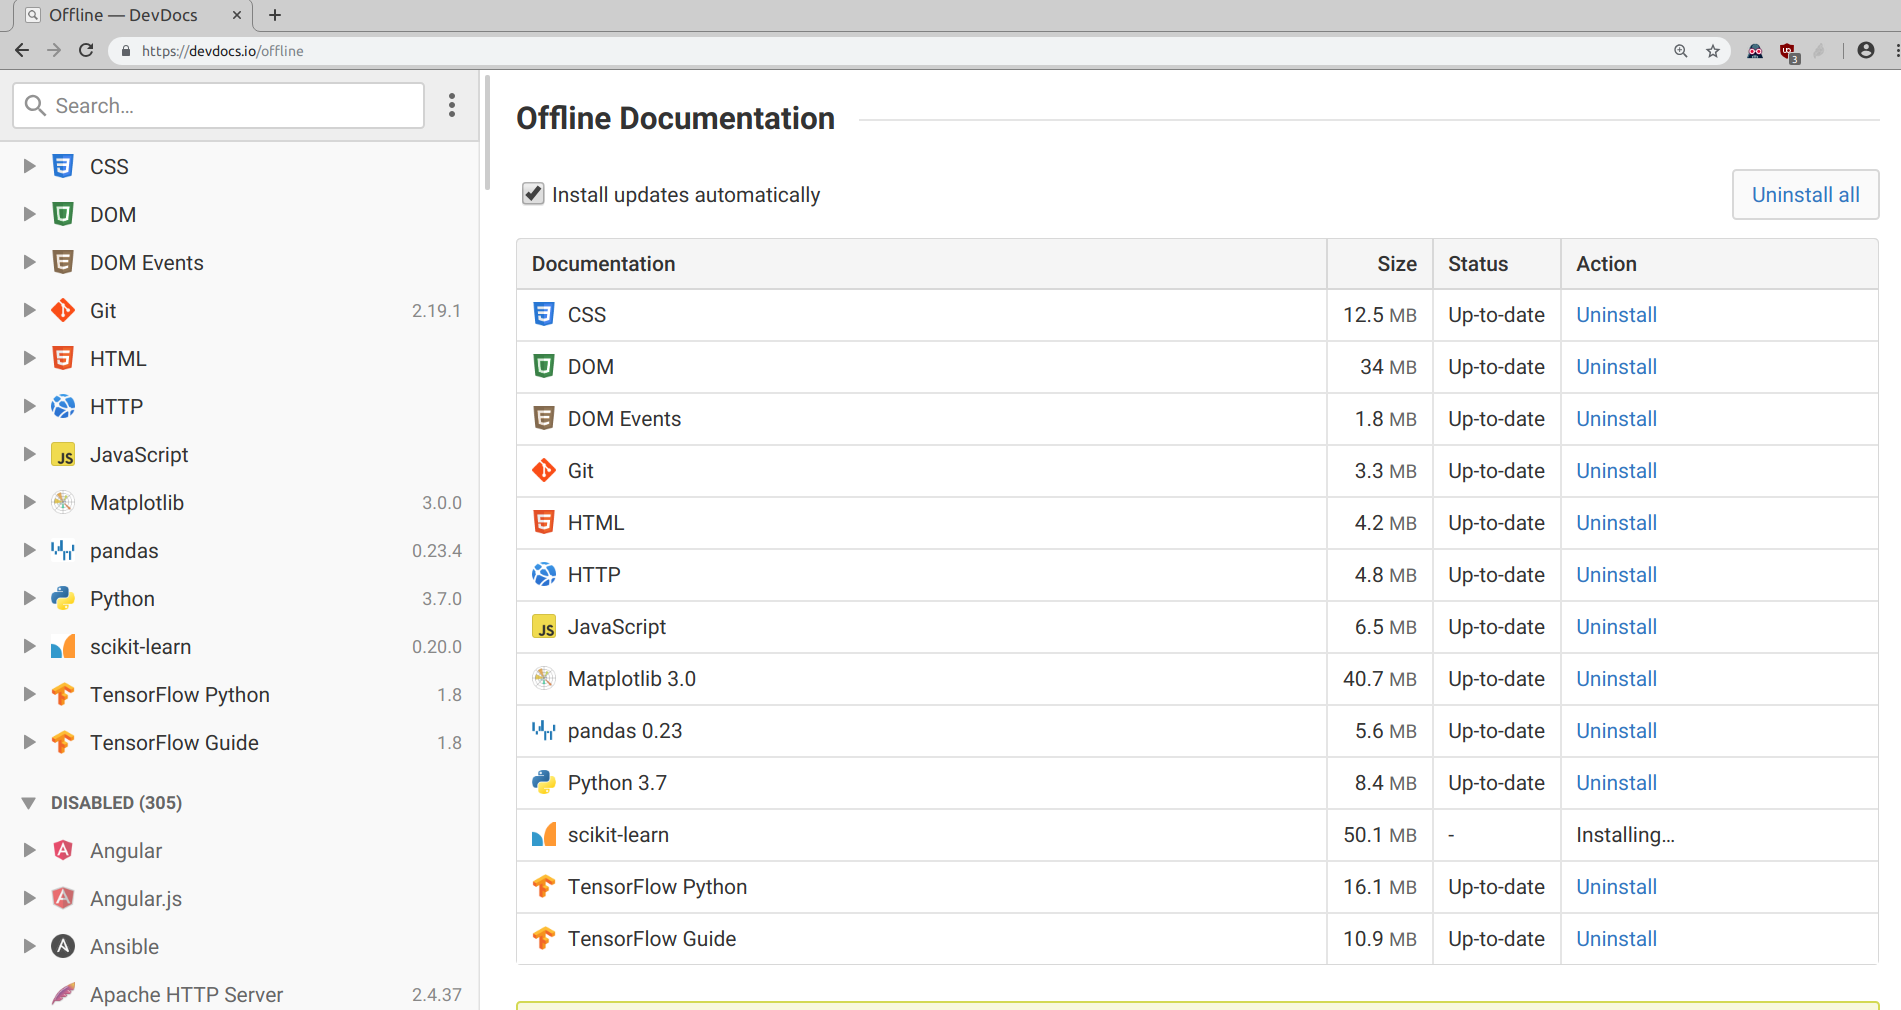 Offline — DevDocs
https://devdocs.io/offline
3
Search...
CSS
DOM
DOM Events
Git 2.19.1
HTML
HTTP
JavaScript
Matplotlib 3.0.0
pandas 0.23.4
Python 3.7.0
scikit-learn 0.20.0
TensorFlow Python 1.8
TensorFlow Guide 1.8
DISABLED (305)
Angular
Angular.js
Ansible
Apache HTTP Server 2.4.37
Offline Documentation
Install updates automatically
Uninstall all
Documentation Size Status Action
CSS 12.5 MB Up-to-date Uninstall
DOM 34 MB Up-to-date Uninstall
DOM Events 1.8 MB Up-to-date Uninstall
Git 3.3 MB Up-to-date Uninstall
HTML 4.2 MB Up-to-date Uninstall
HTTP 4.8 MB Up-to-date Uninstall
JavaScript 6.5 MB Up-to-date Uninstall
Matplotlib 3.0 40.7 MB Up-to-date Uninstall
pandas 0.23 5.6 MB Up-to-date Uninstall
Python 3.7 8.4 MB Up-to-date Uninstall
scikit-learn 50.1 MB - Installing...
TensorFlow Python 16.1 MB Up-to-date Uninstall
TensorFlow Guide 10.9 MB Up-to-date Uninstall